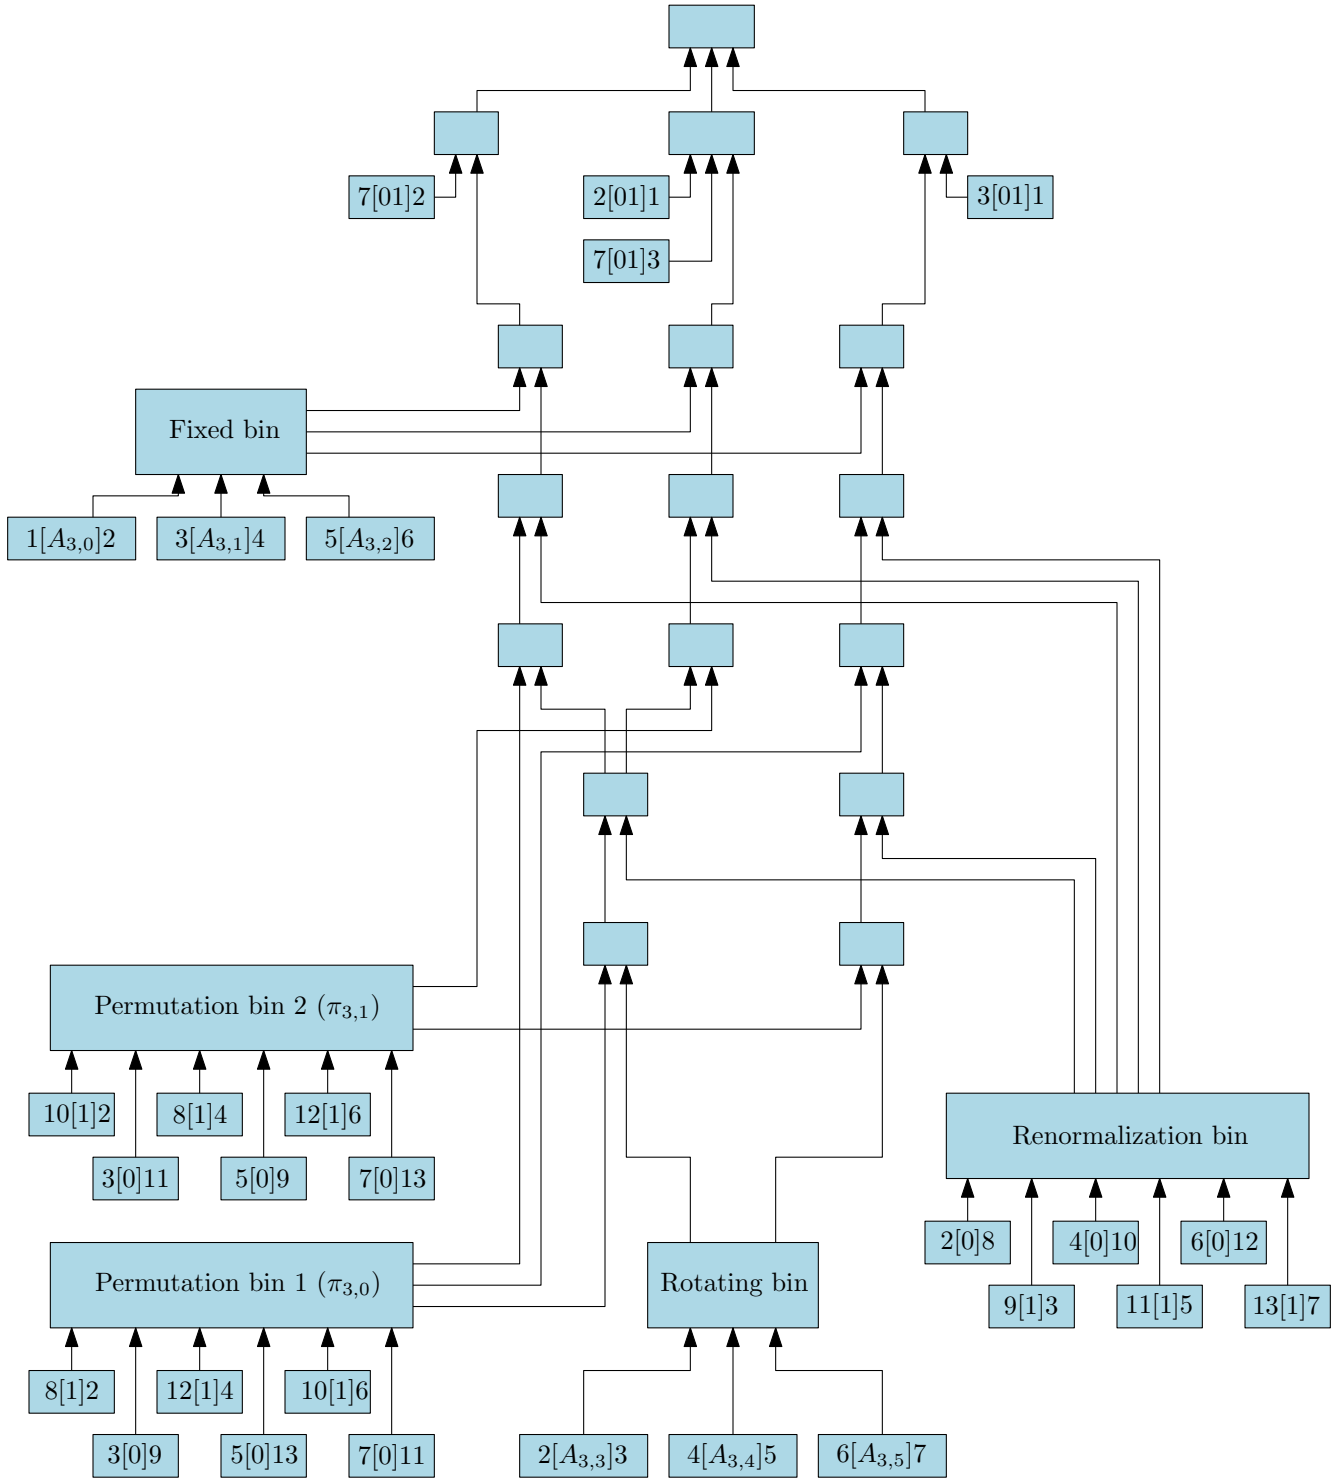 7[01]2
2[01]1
3[01]1
7[01]3
Fixed bin
1[A₃,₀]2
3[A₃,₁]4
5[A₃,₂]6
Permutation bin 2 (π₃,₁)
10[1]2
8[1]4
12[1]6
3[0]11
5[0]9
7[0]13
Renormalization bin
2[0]8
4[0]10
6[0]12
9[1]3
11[1]5
13[1]7
Permutation bin 1 (π₃,₀)
8[1]2
12[1]4
10[1]6
3[0]9
5[0]13
7[0]11
Rotating bin
2[A₃,₃]3
4[A₃,₄]5
6[A₃,₅]7